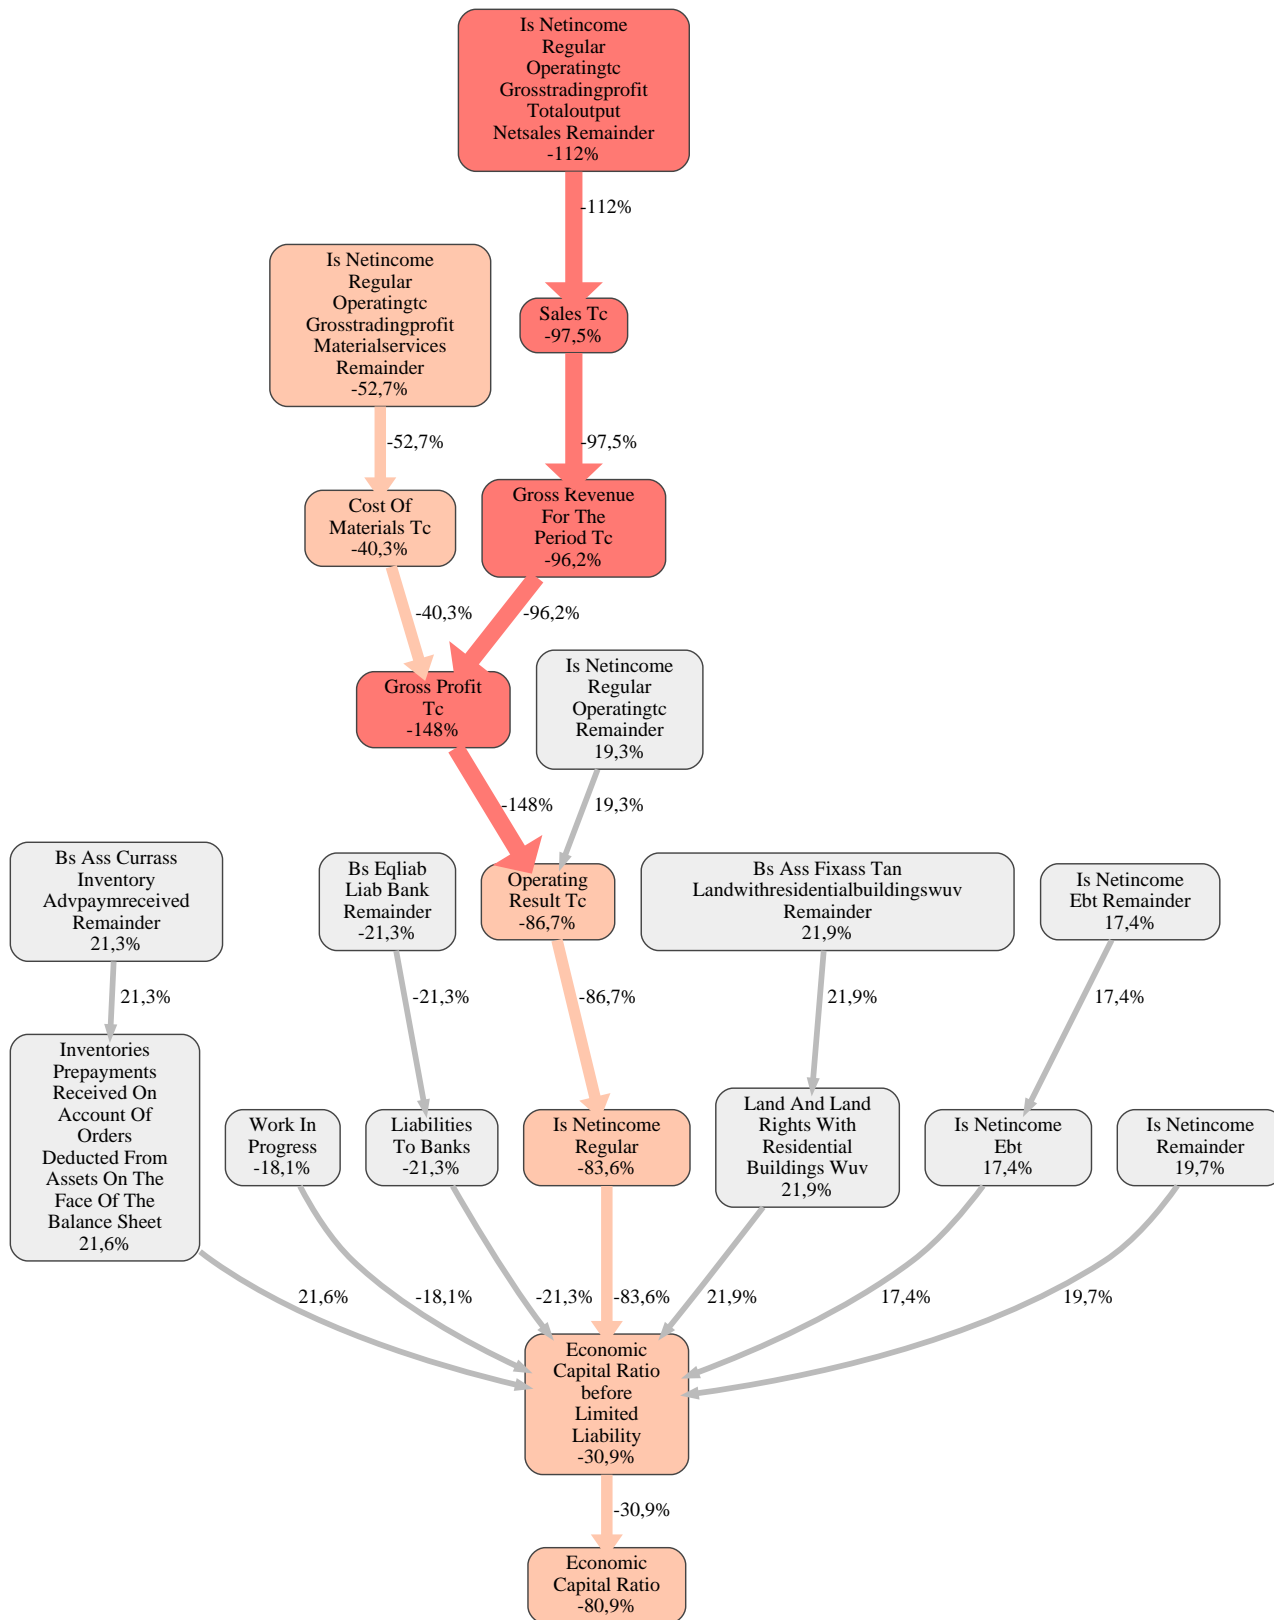 Is Netincome
Regular
Operatingtc
Grosstradingprofit
Totaloutput
Netsales Remainder
-112%
-112%
Is Netincome
Regular
Operatingtc
Grosstradingprofit
Materialservices
Remainder
-52,7%
Sales Tc
-97,5%
-52,7%
-97,5%
Cost Of
Materials Tc
-40,3%
Gross Revenue
For The
Period Tc
-96,2%
-40,3%
-96,2%
Gross Profit
Tc
-148%
Is Netincome
Regular
Operatingtc
Remainder
19,3%
-148%
19,3%
Bs Ass Currass
Inventory
Advpaymreceived
Remainder
21,3%
Bs Eqliab
Liab Bank
Remainder
-21,3%
Operating
Result Tc
-86,7%
Bs Ass Fixass Tan
Landwithresidentialbuildingswuv
Remainder
21,9%
Is Netincome
Ebt Remainder
17,4%
21,3%
-21,3%
-86,7%
21,9%
17,4%
Inventories
Prepayments
Received On
Account Of
Orders
Deducted From
Assets On The
Face Of The
Balance Sheet
21,6%
Work In
Progress
-18,1%
Liabilities
To Banks
-21,3%
Is Netincome
Regular
-83,6%
Land And Land
Rights With
Residential
Buildings Wuv
21,9%
Is Netincome
Ebt
17,4%
Is Netincome
Remainder
19,7%
21,6%
-18,1%
-21,3%
-83,6%
21,9%
17,4%
19,7%
Economic
Capital Ratio
before
Limited
Liability
-30,9%
-30,9%
Economic
Capital Ratio
-80,9%